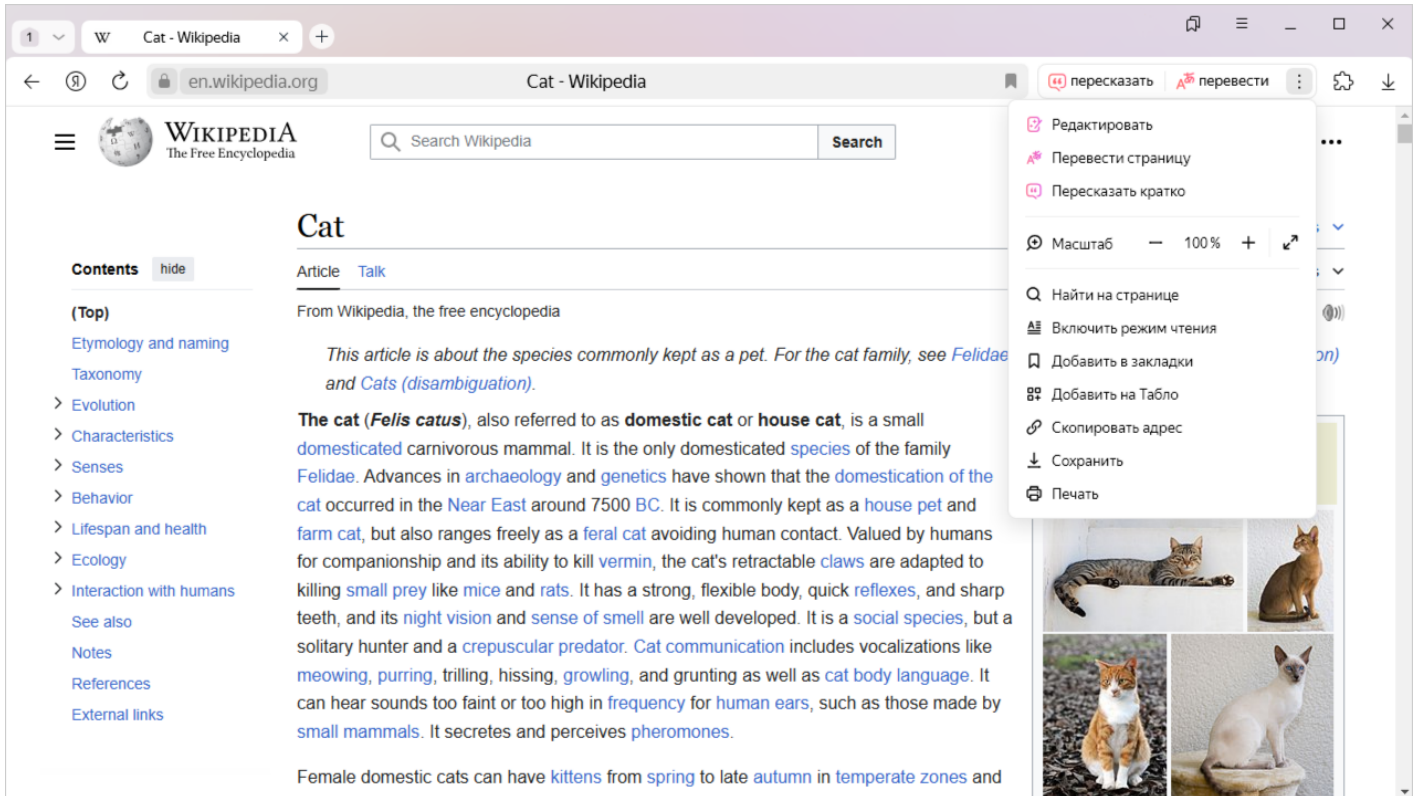 1
W Cat - Wikipedia
Я en.wikipedia.org Cat - Wikipedia пересказать перевести
WIKIPEDIA
The Free Encyclopedia
Search Wikipedia Search
Редактировать
Перевести страницу
Пересказать кратко
Масштаб — 100 % +
Найти на странице
Включить режим чтения
Добавить в закладки
Добавить на Табло
Скопировать адрес
Сохранить
Печать
Contents hide
(Top)
Etymology and naming
Taxonomy
Evolution
Characteristics
Senses
Behavior
Lifespan and health
Ecology
Interaction with humans
See also
Notes
References
External links
Cat
Article Talk
From Wikipedia, the free encyclopedia
This article is about the species commonly kept as a pet. For the cat family, see Felidae
and Cats (disambiguation).
The cat (Felis catus), also referred to as domestic cat or house cat, is a small
domesticated carnivorous mammal. It is the only domesticated species of the family
Felidae. Advances in archaeology and genetics have shown that the domestication of the
cat occurred in the Near East around 7500 BC. It is commonly kept as a house pet and
farm cat, but also ranges freely as a feral cat avoiding human contact. Valued by humans
for companionship and its ability to kill vermin, the cat's retractable claws are adapted to
killing small prey like mice and rats. It has a strong, flexible body, quick reflexes, and sharp
teeth, and its night vision and sense of smell are well developed. It is a social species, but a
solitary hunter and a crepuscular predator. Cat communication includes vocalizations like
meowing, purring, trilling, hissing, growling, and grunting as well as cat body language. It
can hear sounds too faint or too high in frequency for human ears, such as those made by
small mammals. It secretes and perceives pheromones.
Female domestic cats can have kittens from spring to late autumn in temperate zones and